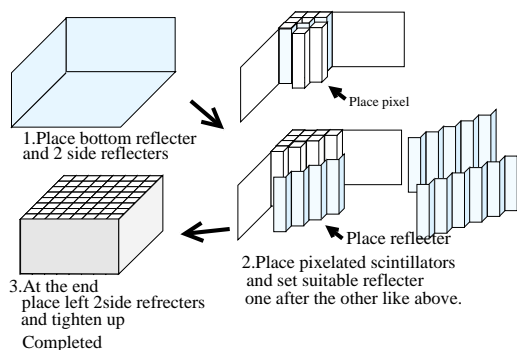 1.Place bottom reflecter
and 2 side reflecters
Place pixel
Place reflecter
2.Place pixelated scintillators
and set suitable reflecter
one after the other like above.
3.At the end
place left 2side refrecters
and tighten up
Completed